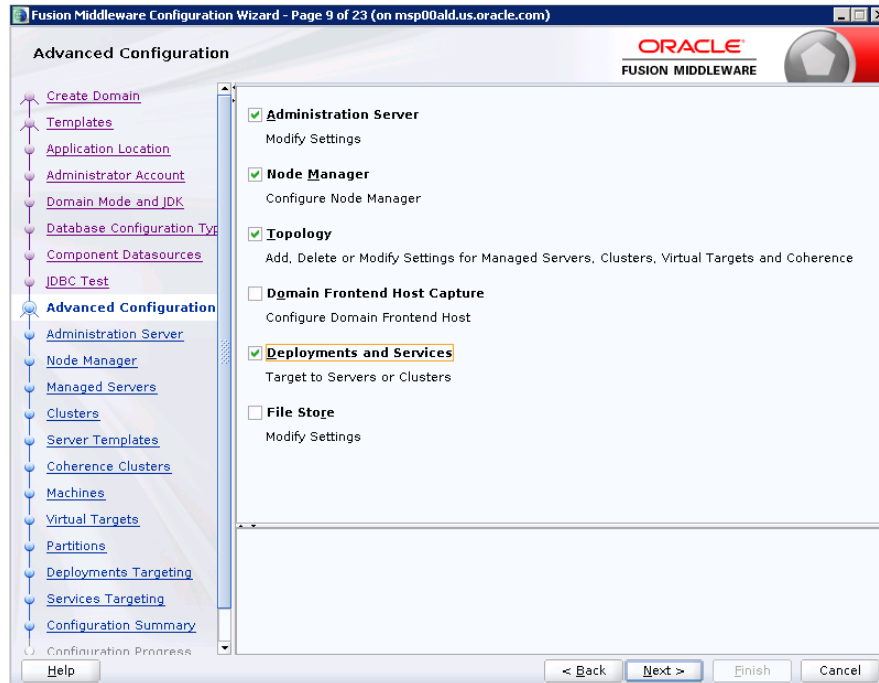 Fusion Middleware Configuration Wizard - Page 9 of 23 (on msp00ald.us.oracle.com)
Advanced Configuration
ORACLE
FUSION MIDDLEWARE
Create Domain
Templates
Application Location
Administrator Account
Domain Mode and JDK
Database Configuration Typ
Component Datasources
JDBC Test
Advanced Configuration
Administration Server
Node Manager
Managed Servers
Clusters
Server Templates
Coherence Clusters
Machines
Virtual Targets
Partitions
Deployments Targeting
Services Targeting
Configuration Summary
Configuration Progress
Administration Server
Modify Settings
Node Manager
Configure Node Manager
Topology
Add, Delete or Modify Settings for Managed Servers, Clusters, Virtual Targets and Coherence
Domain Frontend Host Capture
Configure Domain Frontend Host
Deployments and Services
Target to Servers or Clusters
File Store
Modify Settings
Help
< Back
Next >
Finish
Cancel